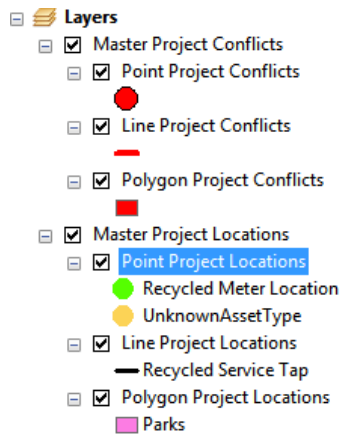 Layers
Master Project Conflicts
Point Project Conflicts
Line Project Conflicts
Polygon Project Conflicts
Master Project Locations
Point Project Locations
Recycled Meter Location
UnknownAssetType
Line Project Locations
Recycled Service Tap
Polygon Project Locations
Parks